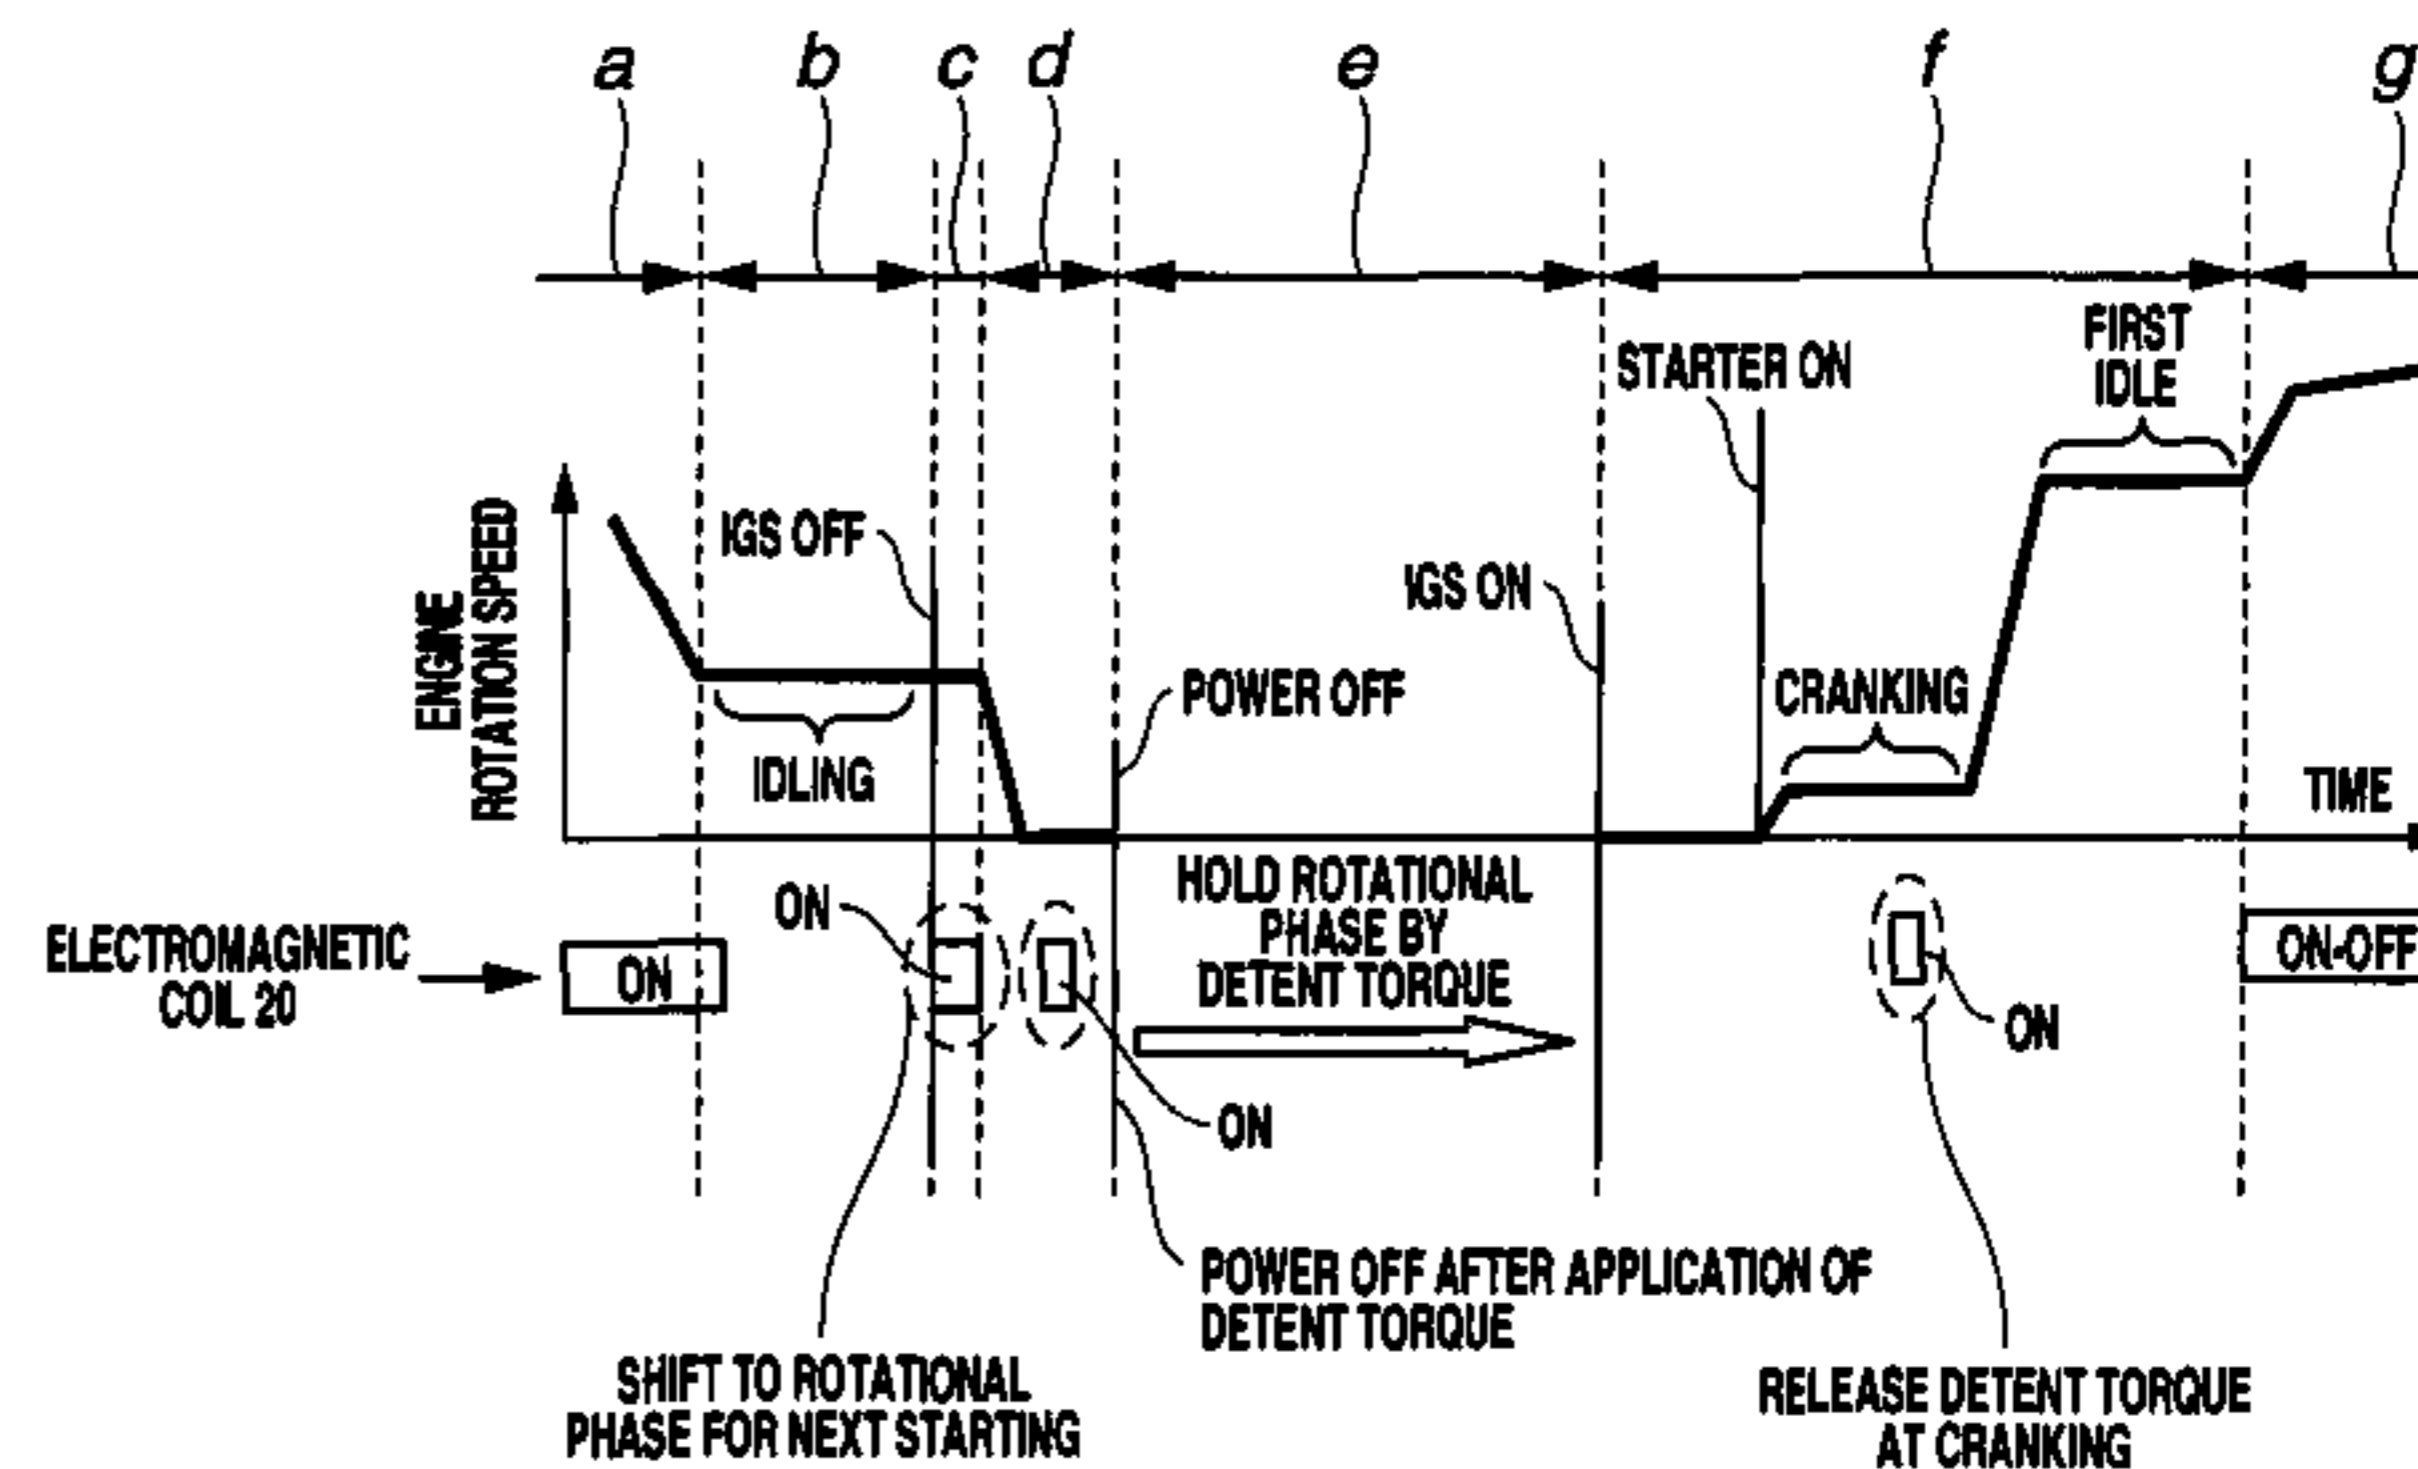 a b c d e f g
FIRST
IDLE
STARTER ON
IGS OFF
IGS ON
ENGINE
ROTATION SPEED
POWER OFF
CRANKING
IDLING
TIME
HOLD ROTATIONAL
PHASE BY
DETENT TORQUE
ON
ELECTROMAGNETIC
COIL 20
ON
ON-OFF
ON
ON
POWER OFF AFTER APPLICATION OF
DETENT TORQUE
SHIFT TO ROTATIONAL
PHASE FOR NEXT STARTING
RELEASE DETENT TORQUE
AT CRANKING